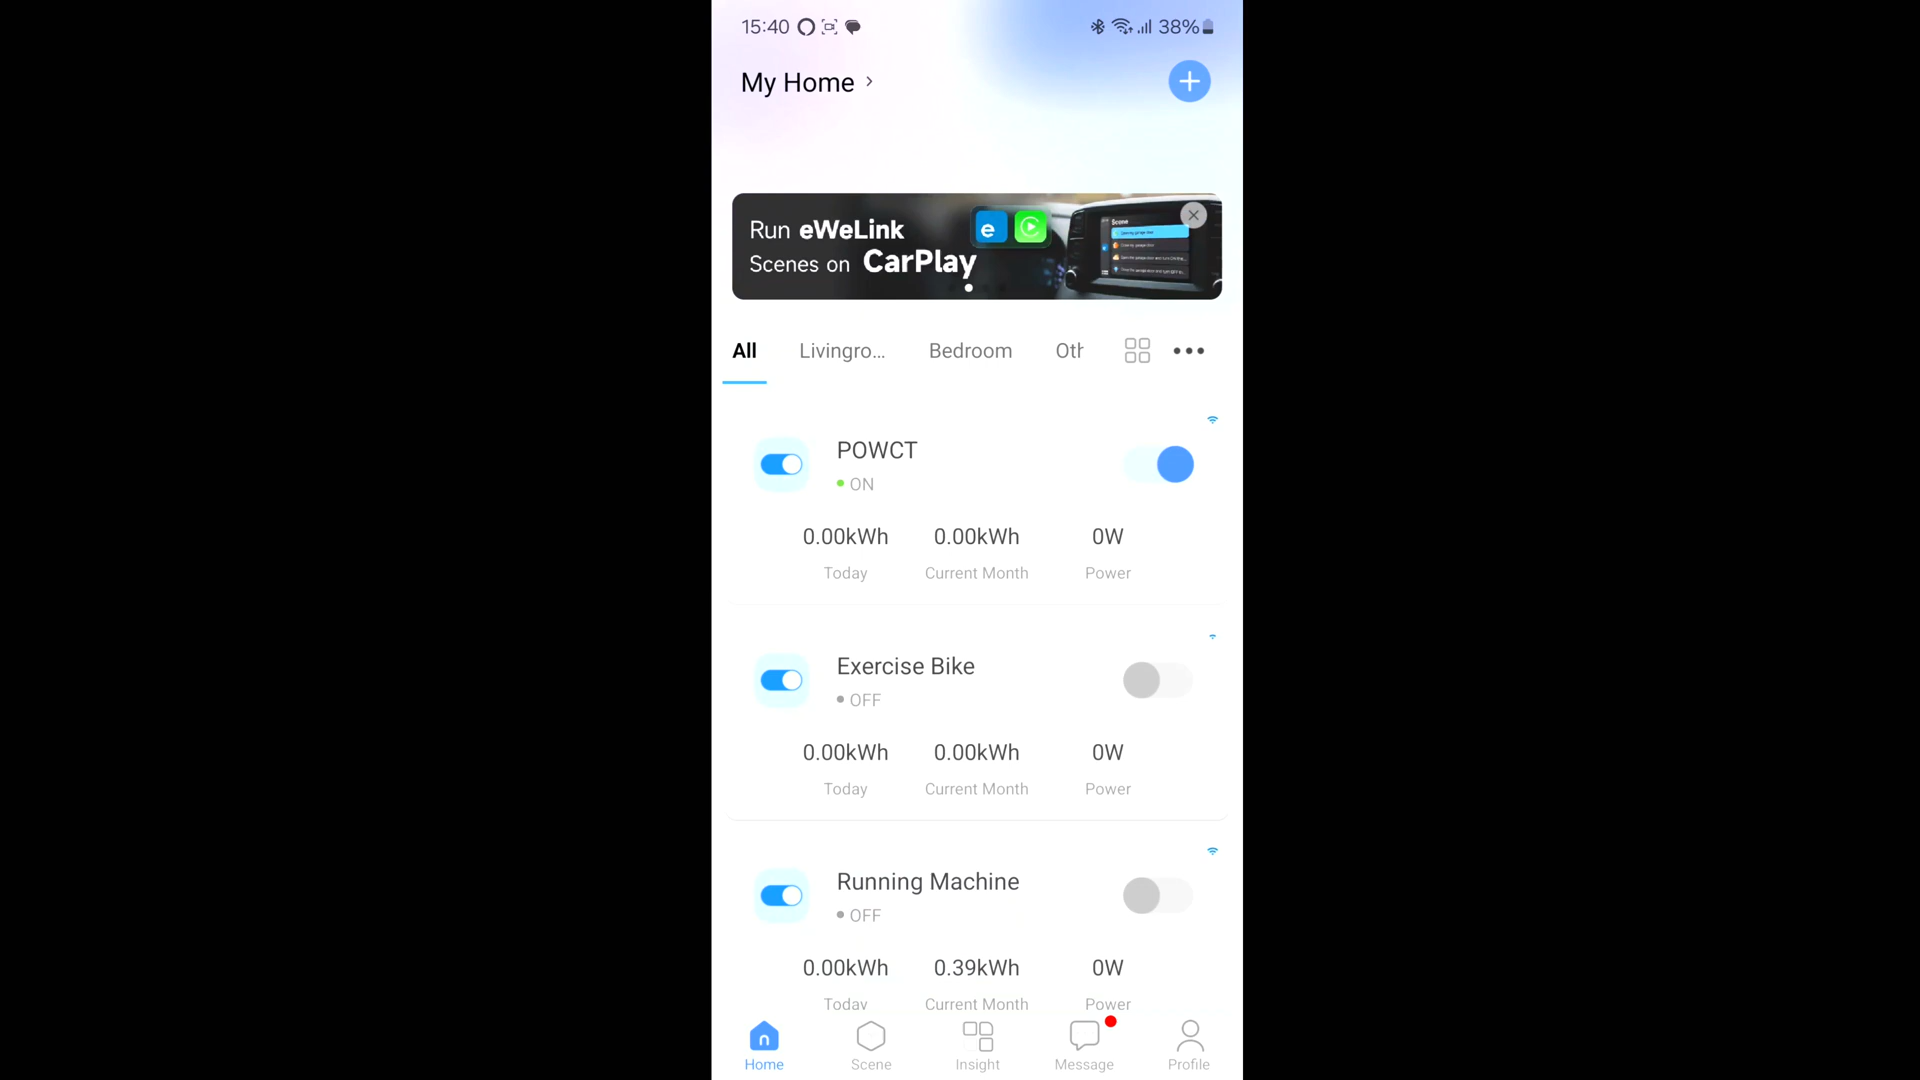 15:40 38%
My Home
Run eWeLink
Scenes on CarPlay
e
Scene
All Livingro... Bedroom Oth
POWCT
ON
0.00kWh 0.00kWh 0W
Today Current Month Power
Exercise Bike
OFF
0.00kWh 0.00kWh 0W
Today Current Month Power
Running Machine
OFF
0.00kWh 0.39kWh 0W
Today Current Month Power
Home Scene Insight Message Profile